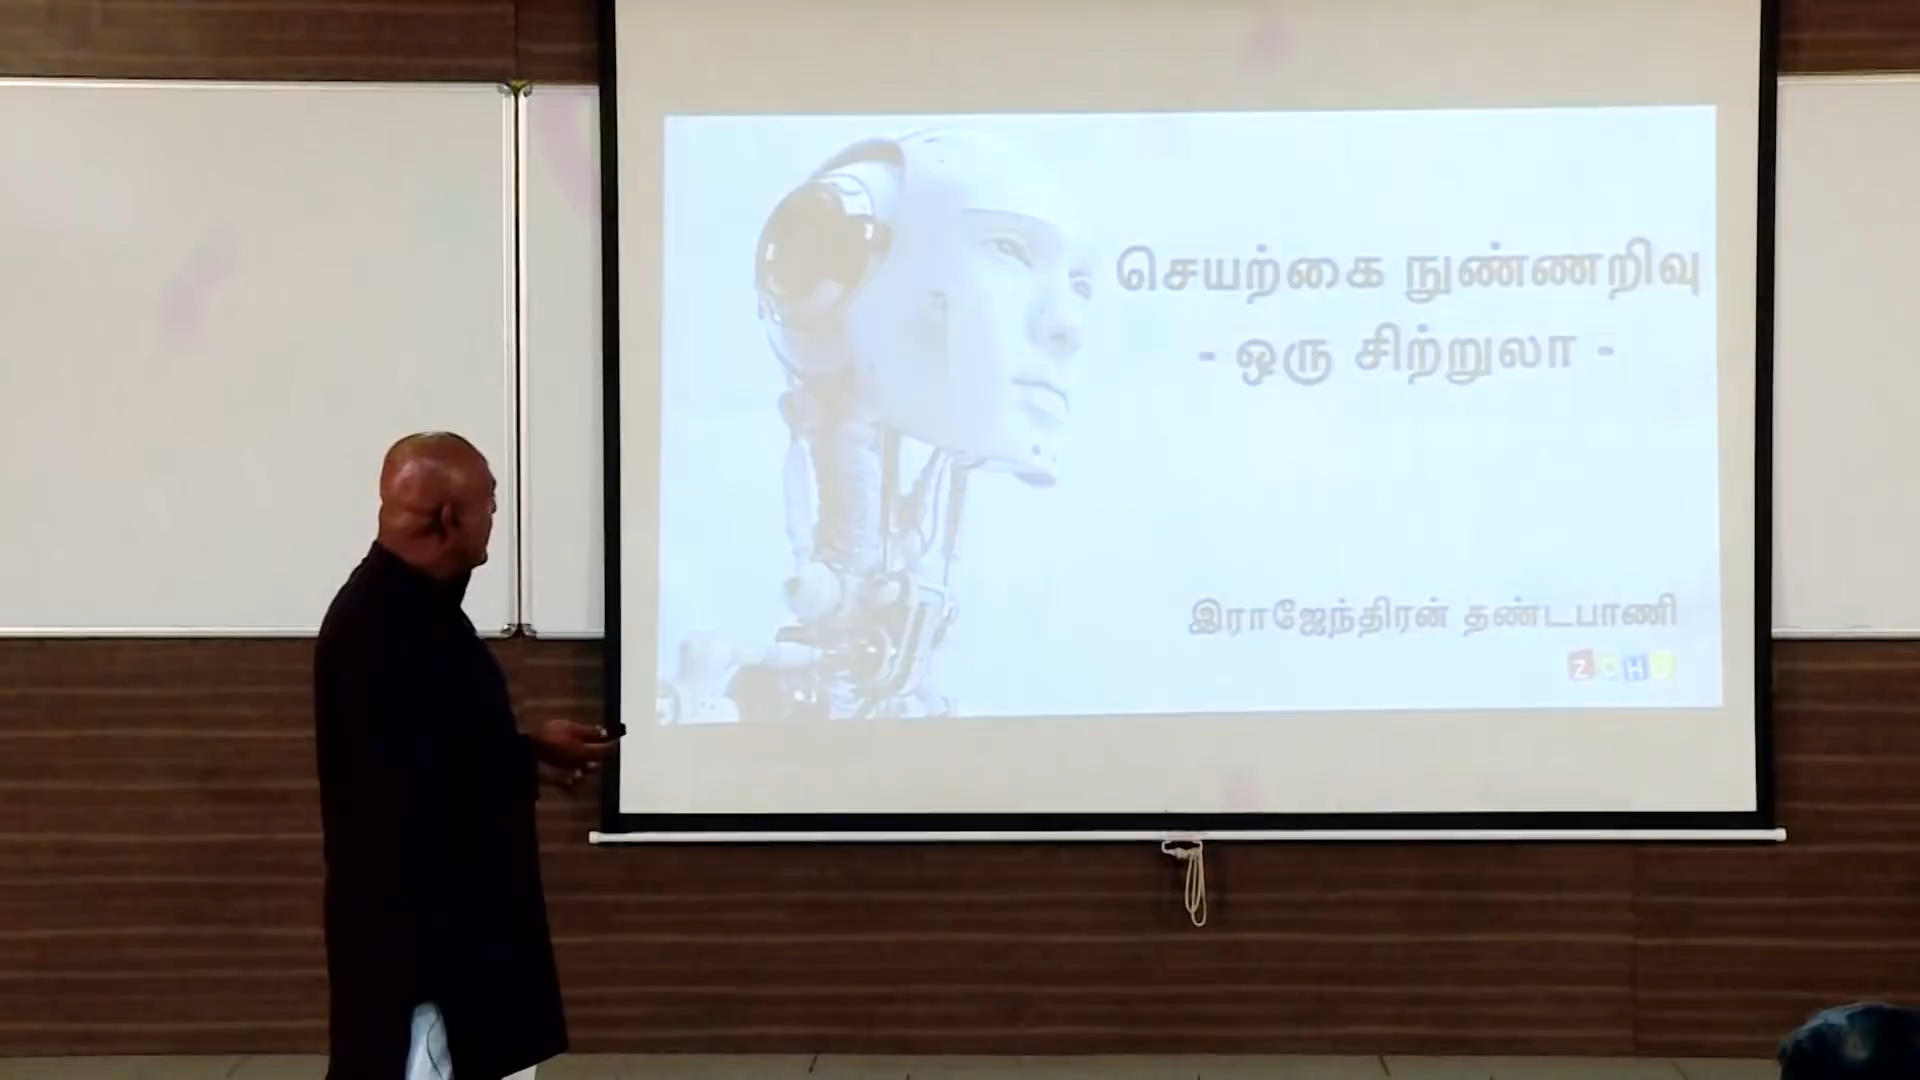 செயற்கை நுண்ணறிவு
- ஒரு சிற்றுலா -
இராஜேந்திரன் தண்டபாணி
ZOHO